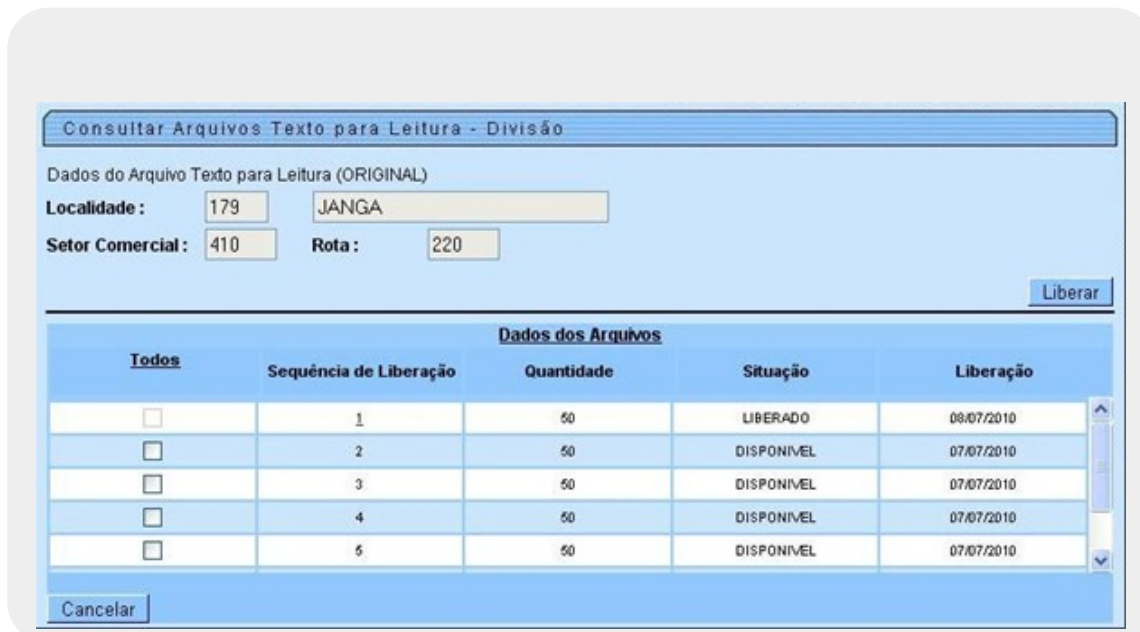 Consultar Arquivos Texto para Leitura - Divisão
Dados do Arquivo Texto para Leitura (ORIGINAL)
Localidade : 179 JANGA
Setor Comercial : 410 Rota : 220
Liberar
Dados dos Arquivos
Todos Sequência de Liberação Quantidade Situação Liberação
1 50 LIBERADO 08/07/2010
2 50 DISPONIVEL 07/07/2010
3 50 DISPONIVEL 07/07/2010
4 50 DISPONIVEL 07/07/2010
5 50 DISPONIVEL 07/07/2010
Cancelar